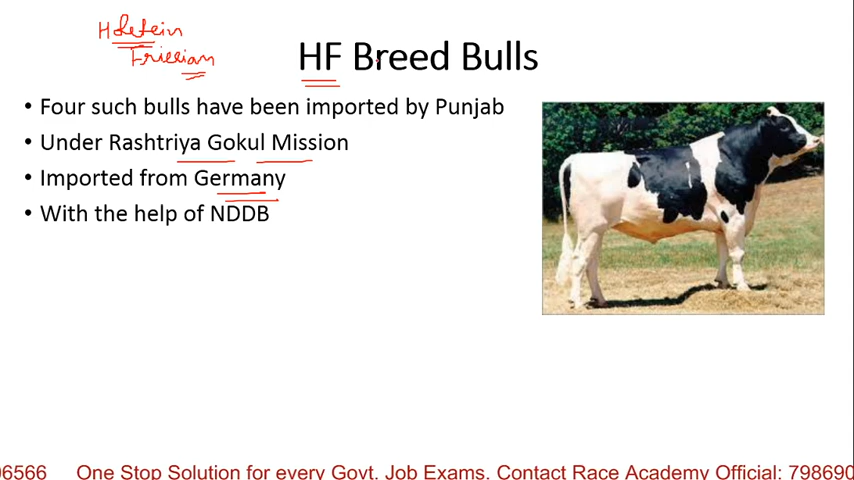 Holstein
Friesian
HF Breed Bulls
• Four such bulls have been imported by Punjab
• Under Rashtriya Gokul Mission
• Imported from Germany
• With the help of NDDB
06566 One Stop Solution for every Govt. Job Exams. Contact Race Academy Official: 798690